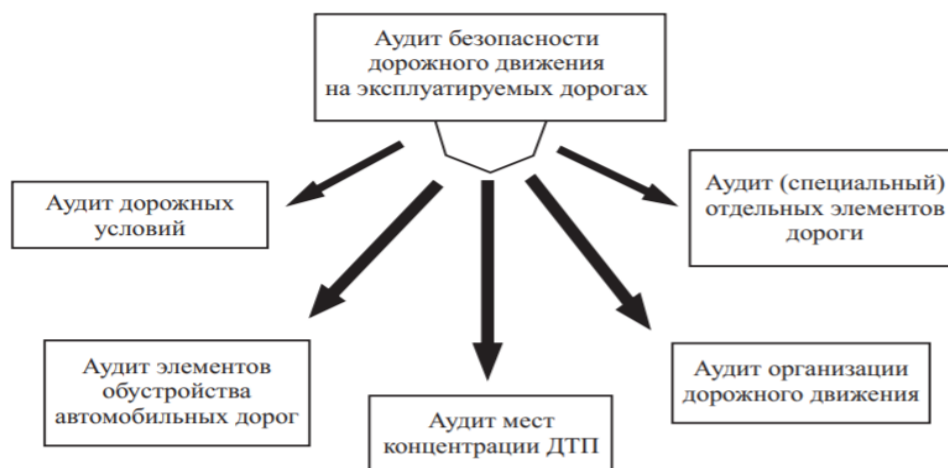 Аудит безопасности
дорожного движения
на эксплуатируемых дорогах
Аудит дорожных
условий
Аудит (специальный)
отдельных элементов
дороги
Аудит элементов
обустройства
автомобильных дорог
Аудит мест
концентрации ДТП
Аудит организации
дорожного движения